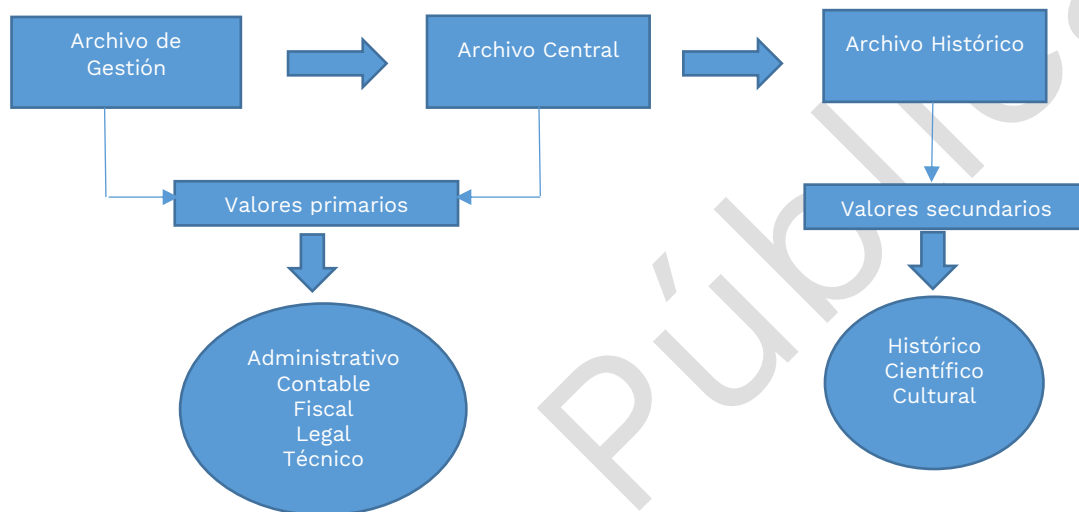 Archivo de
Gestión
Archivo Central
Archivo Histórico
Valores primarios
Valores secundarios
Administrativo
Contable
Fiscal
Legal
Técnico
Histórico
Científico
Cultural
Públic